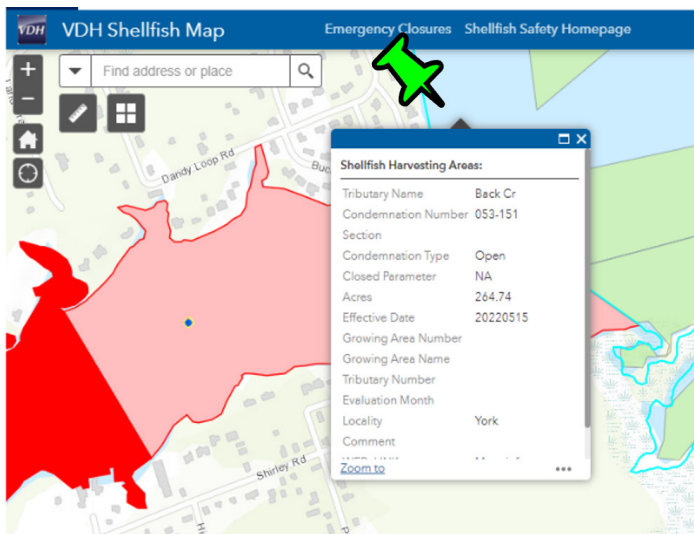 VDH VDH Shellfish Map Emergency Closures Shellfish Safety Homepage
Find address or place
Dandy Loop Rd
Shellfish Harvesting Areas:
Tributary Name Back Cr
Condemnation Number 053-151
Section
Condemnation Type Open
Closed Parameter NA
Acres 264.74
Effective Date 20220515
Growing Area Number
Growing Area Name
Tributary Number
Evaluation Month
Locality York
Comment
Zoom to
Shirley Rd